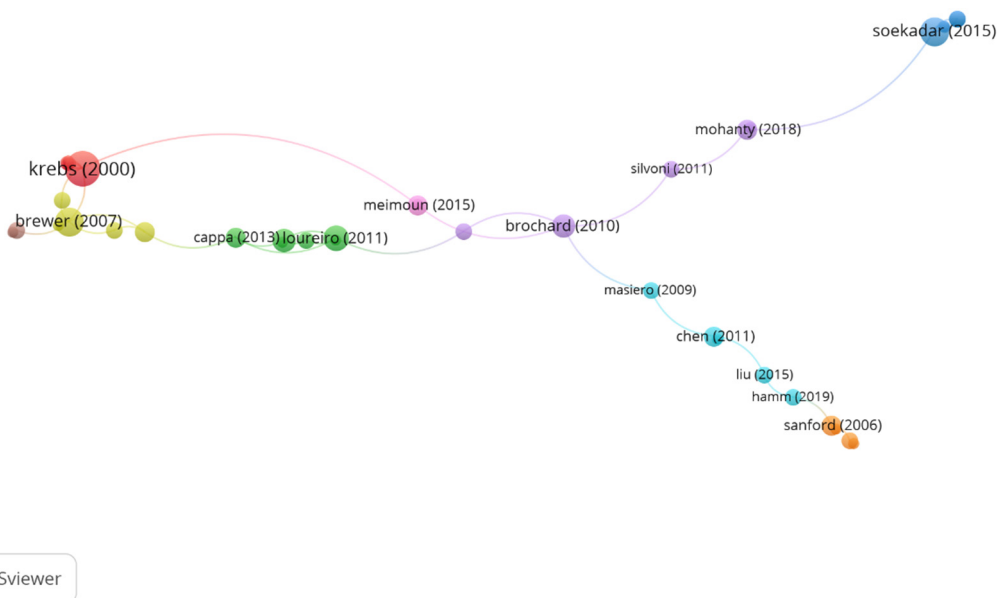 soekadar (2015)
mohanty (2018)
silvoni (2011)
krebs (2000)
meimoun (2015)
brewer (2007)
brochard (2010)
cappa (2013)
loureiro (2011)
masiero (2009)
chen (2011)
liu (2015)
hamm (2019)
sanford (2006)
Sviewer